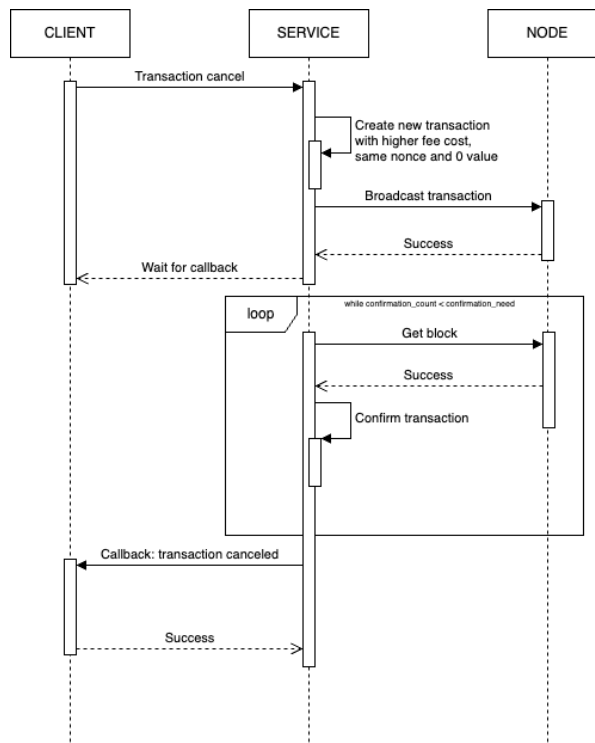 CLIENT
SERVICE
NODE
Transaction cancel
Create new transaction
with higher fee cost,
same nonce and 0 value
Broadcast transaction
Success
Wait for callback
loop
while confirmation_count < confirmation_need
Get block
Success
Confirm transaction
Callback: transaction canceled
Success